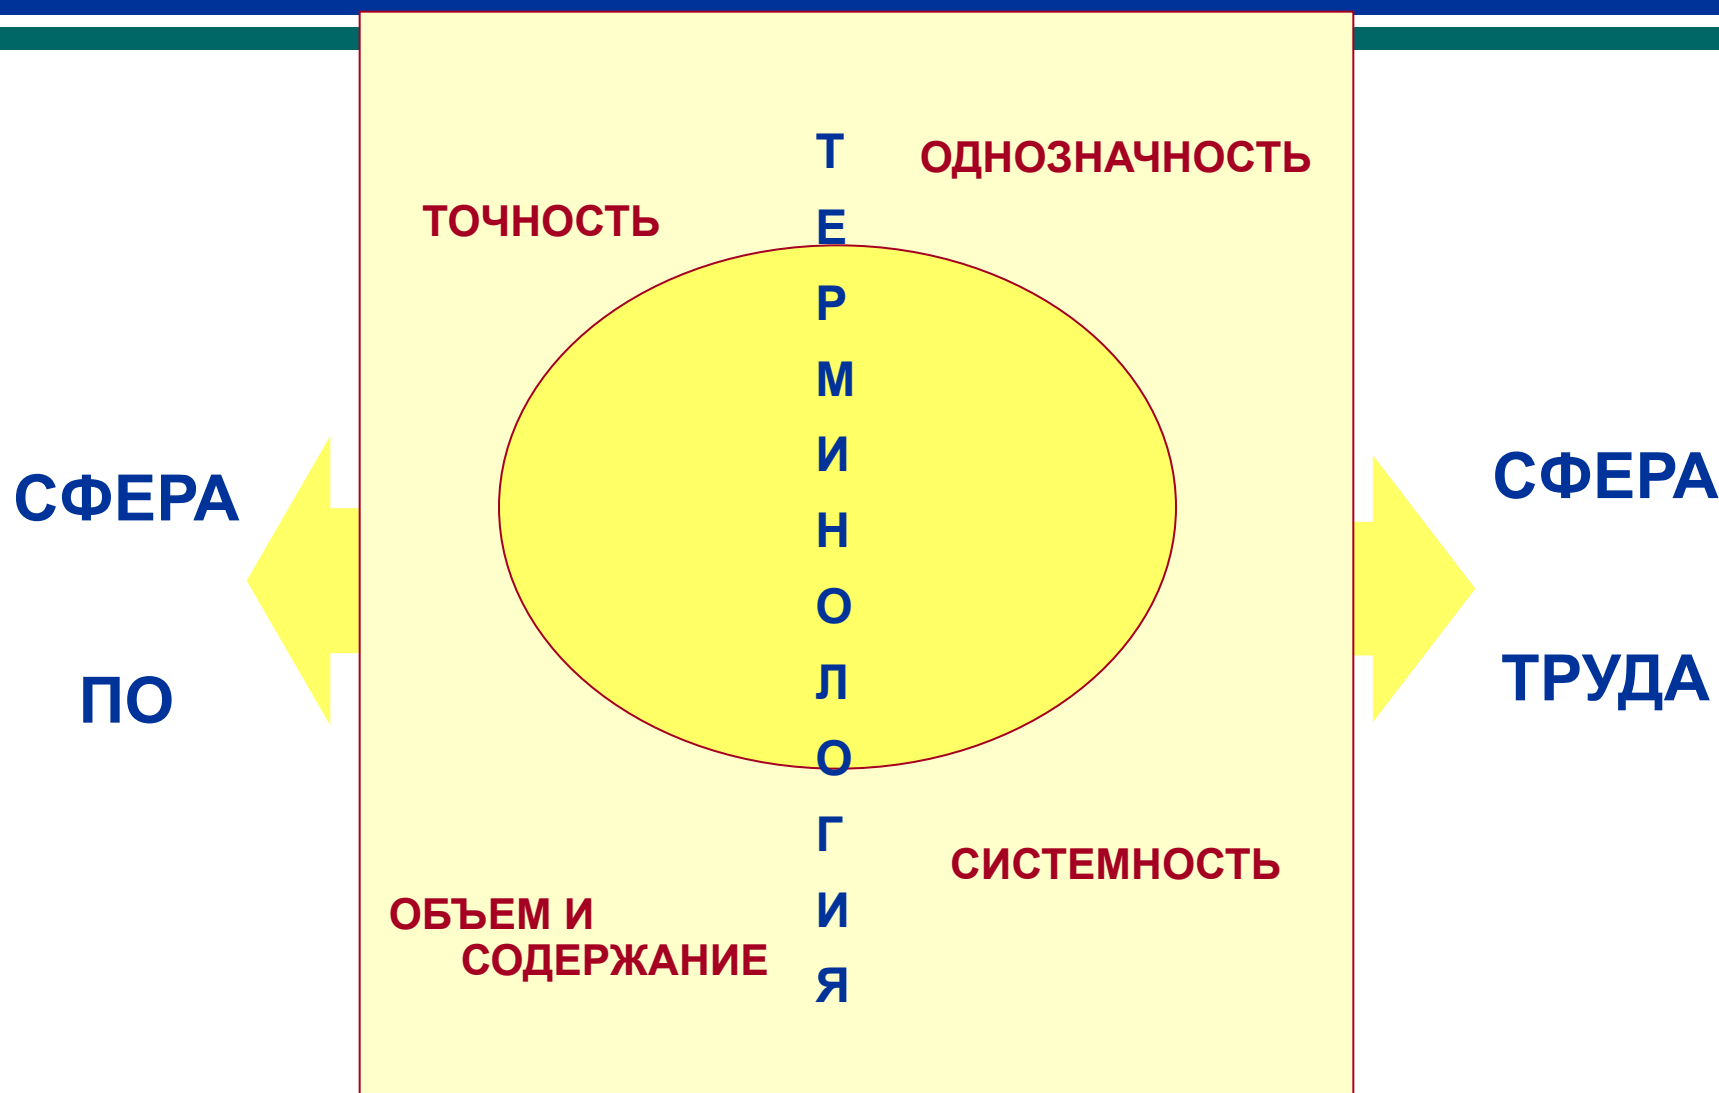 Т
Е
Р
М
И
Н
О
Л
О
Г
И
Я
ОДНОЗНАЧНОСТЬ
ТОЧНОСТЬ
СФЕРА
ПО
СФЕРА
ТРУДА
СИСТЕМНОСТЬ
ОБЪЕМ И
СОДЕРЖАНИЕ